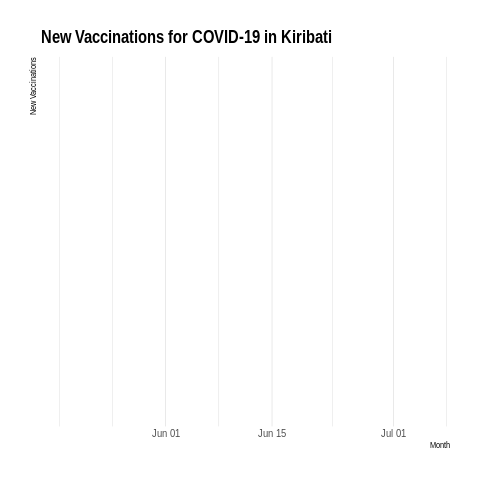 New Vaccinations for COVID-19 in Kiribati
New Vaccinations
Jun 01
Jun 15
Jul 01
Month